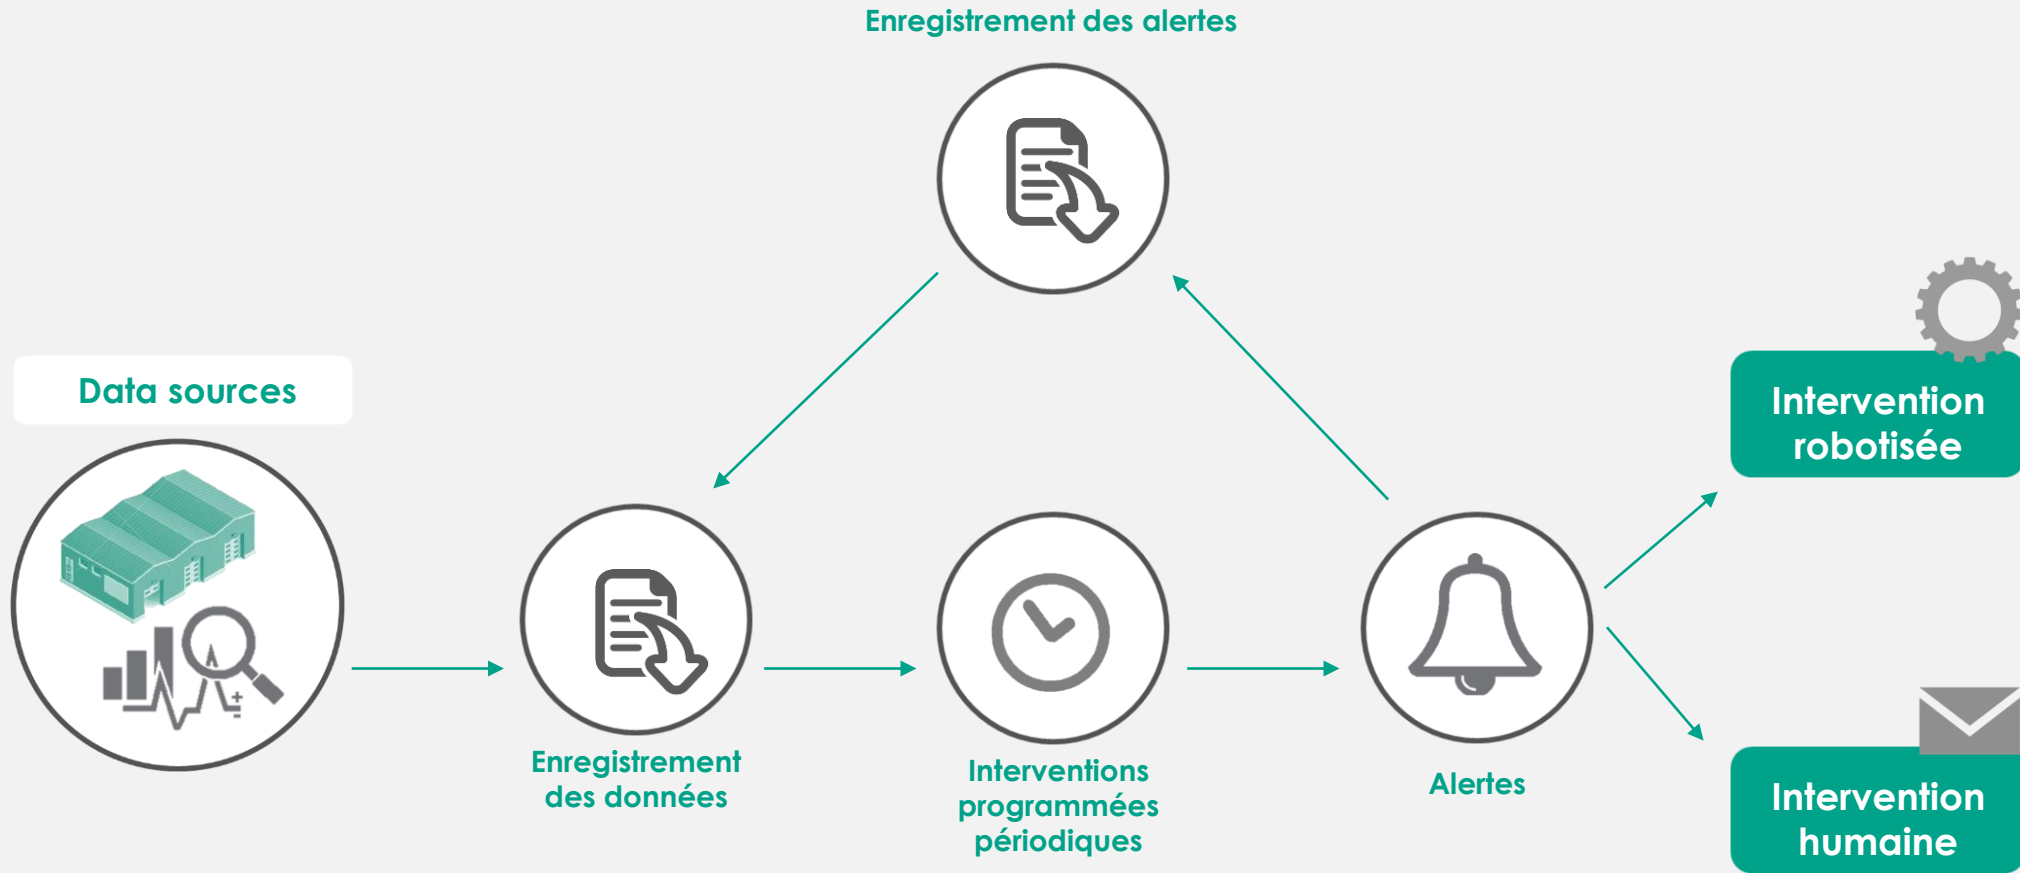 Enregistrement des alertes
Data sources
Intervention
robotisée
Enregistrement
des données
Interventions
programmées
périodiques
Alertes
Intervention
humaine